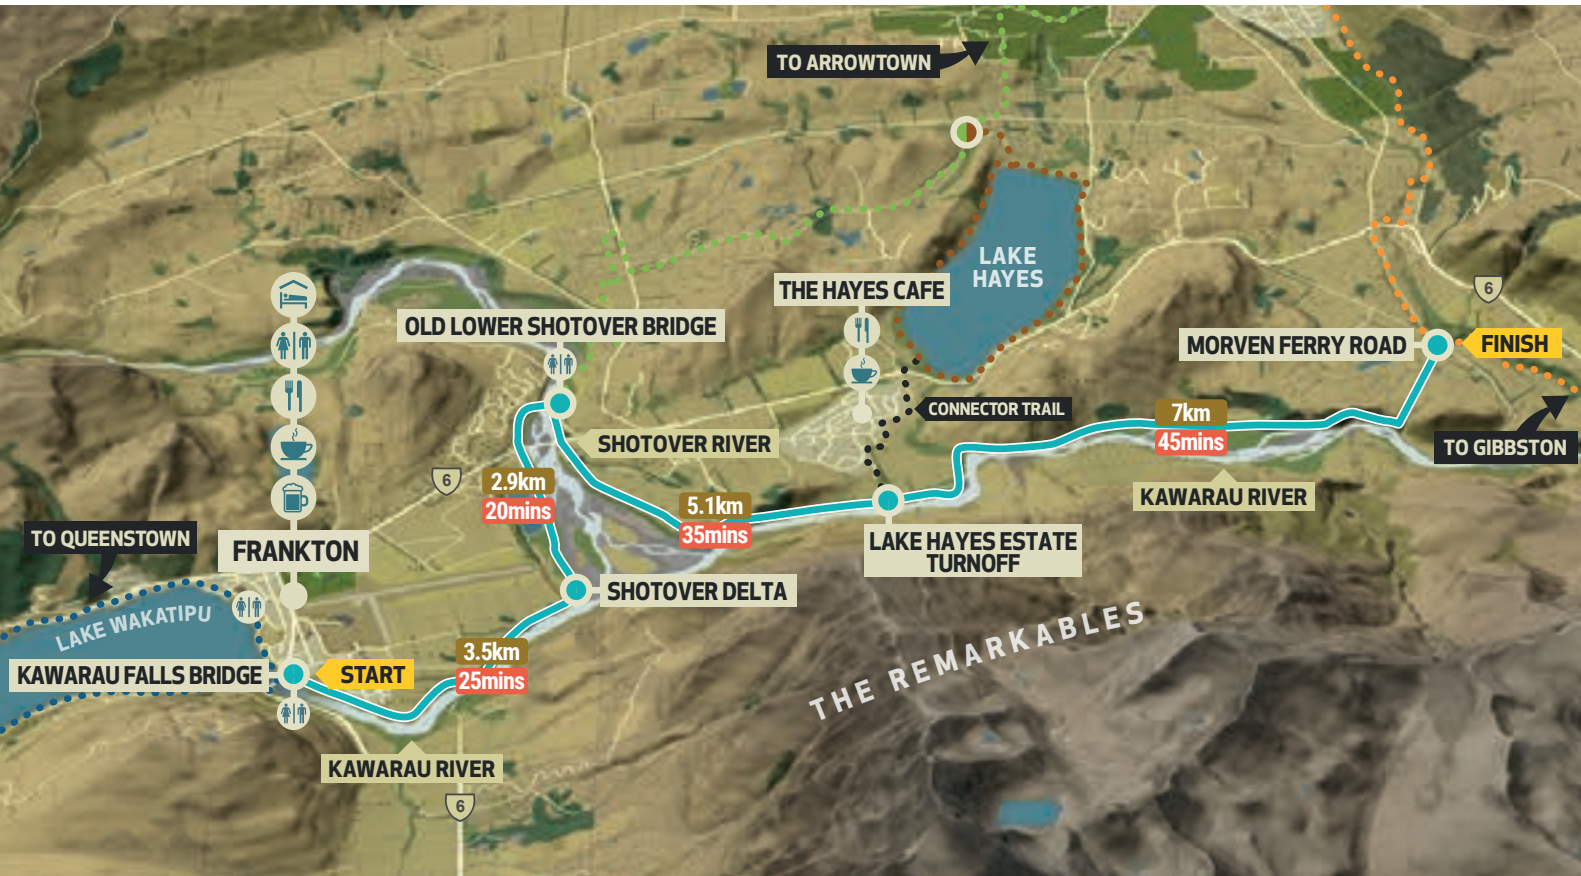 TO ARROWTOWN
LAKE
HAYES
THE HAYES CAFE
6
OLD LOWER SHOTOVER BRIDGE
MORVEN FERRY ROAD
FINISH
CONNECTOR TRAIL
7km
45mins
SHOTOVER RIVER
TO GIBBSTON
6
2.9km
20mins
KAWARAU RIVER
5.1km
35mins
TO QUEENSTOWN
FRANKTON
LAKE HAYES ESTATE
TURNOFF
SHOTOVER DELTA
LAKE WAKATIPU
THE REMARKABLES
3.5km
25mins
KAWARAU FALLS BRIDGE
START
KAWARAU RIVER
6